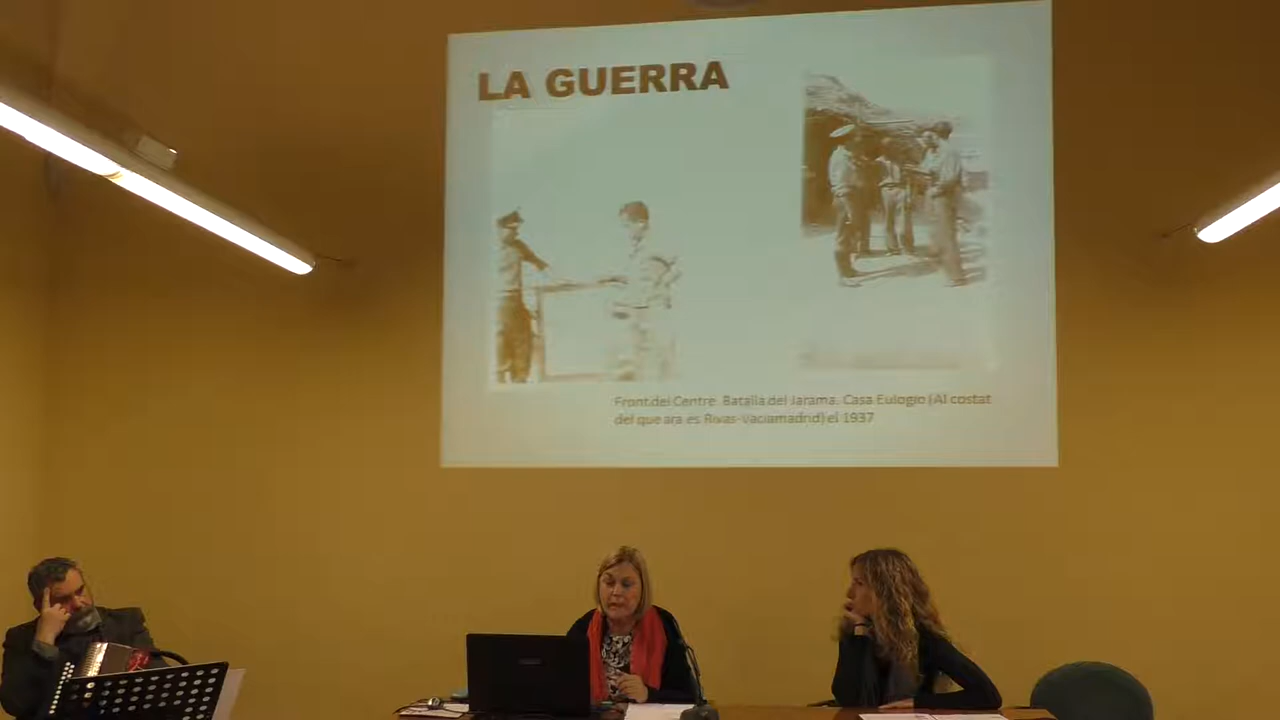 LA GUERRA
Front del Centre. Batalla del Jarama. Casa Eulogio (Al costat
del que ara es Rivas-Vaciamadrid) el 1937